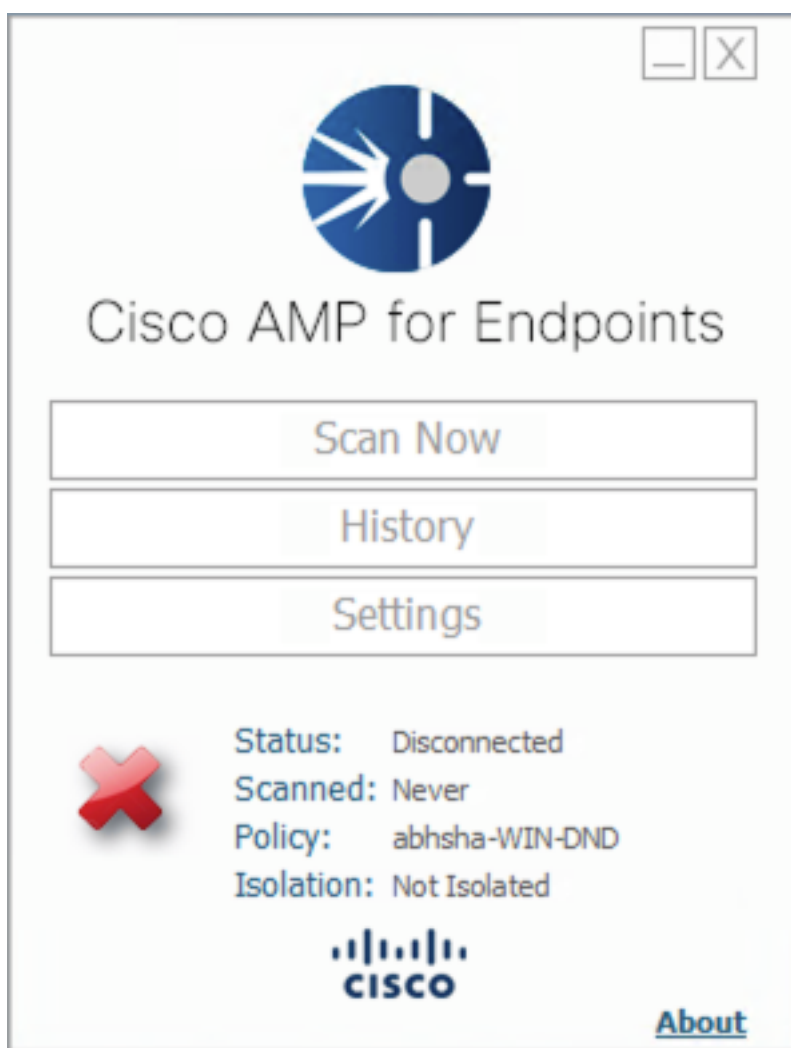 Cisco AMP for Endpoints
Scan Now
History
Settings
Status: Disconnected
Scanned: Never
Policy: abhsha-WIN-DND
Isolation: Not Isolated
CISCO
About